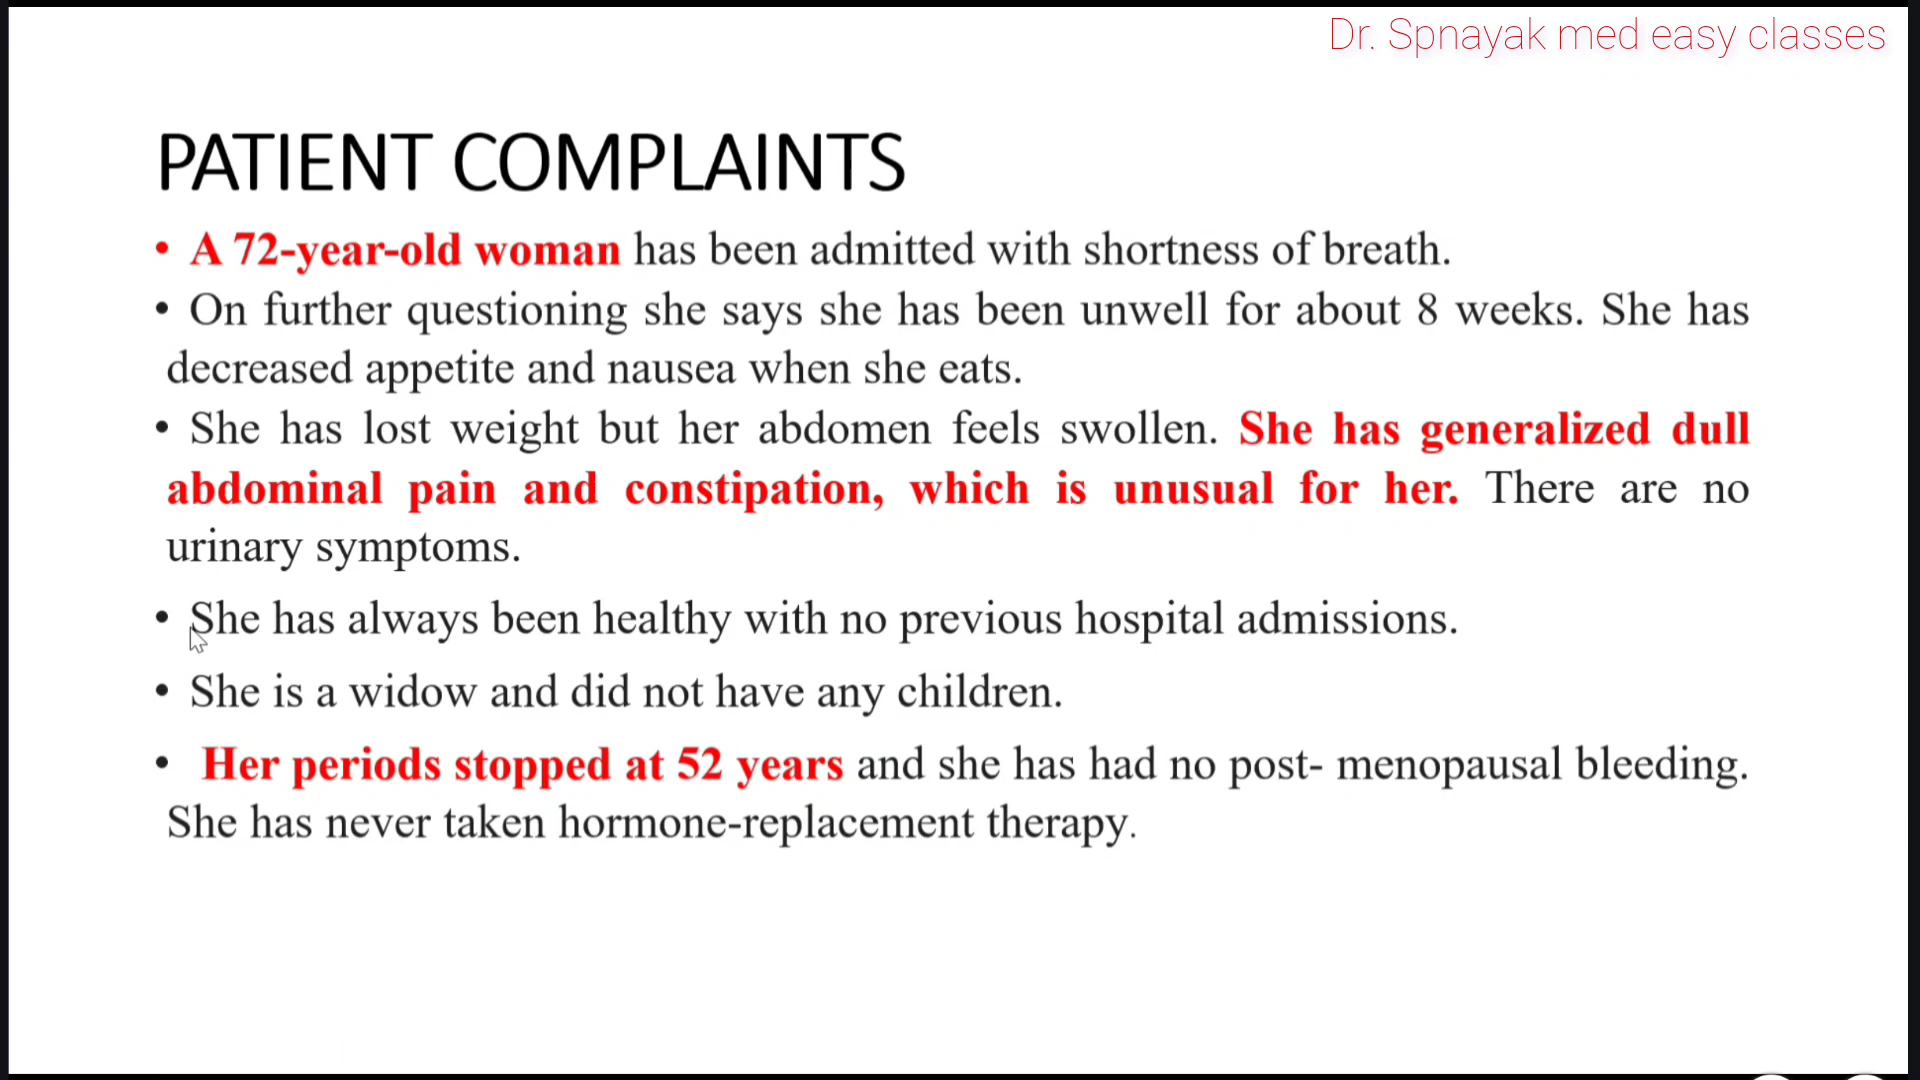 Dr. Spnayak med easy classes
PATIENT COMPLAINTS
• A 72-year-old woman has been admitted with shortness of breath.
• On further questioning she says she has been unwell for about 8 weeks. She has
decreased appetite and nausea when she eats.
• She has lost weight but her abdomen feels swollen. She has generalized dull
abdominal pain and constipation, which is unusual for her. There are no
urinary symptoms.
• She has always been healthy with no previous hospital admissions.
• She is a widow and did not have any children.
• Her periods stopped at 52 years and she has had no post- menopausal bleeding.
She has never taken hormone-replacement therapy.